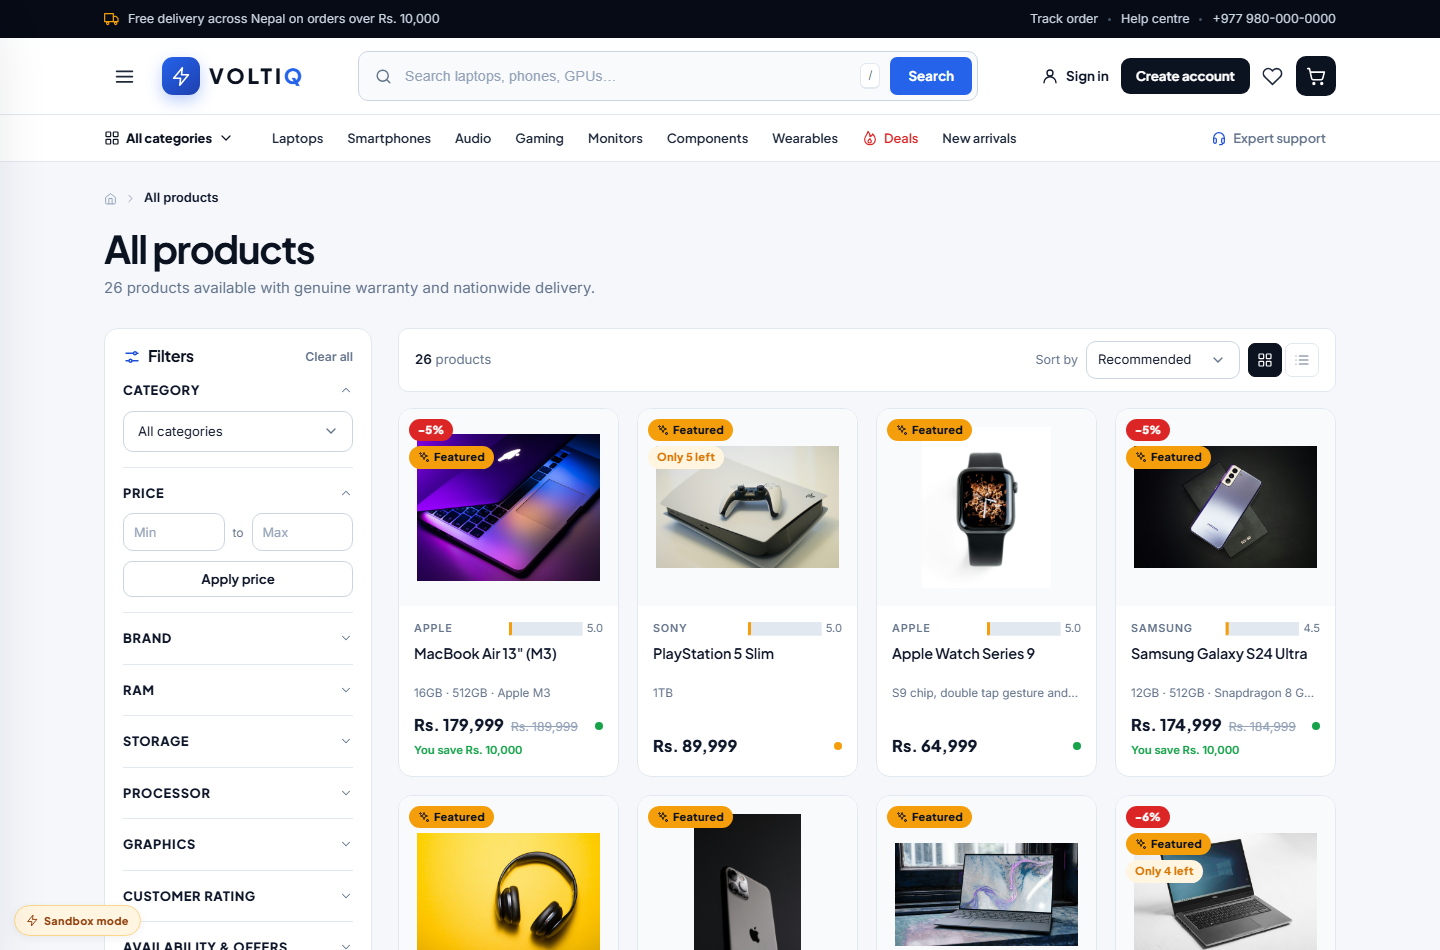 Free delivery across Nepal on orders over Rs. 10,000
Track order • Help centre • +977 980-000-0000
VOLTIQ
Search laptops, phones, GPUs...
/
Search
Sign in
Create account
All categories
Laptops
Smartphones
Audio
Gaming
Monitors
Components
Wearables
Deals
New arrivals
Expert support
All products
All products
26 products available with genuine warranty and nationwide delivery.
Filters
Clear all
CATEGORY
All categories
PRICE
Min
to
Max
Apply price
BRAND
RAM
STORAGE
PROCESSOR
GRAPHICS
CUSTOMER RATING
AVAILABILITY & OFFERS
Sandbox mode
26 products
Sort by
Recommended
-5%
Featured
APPLE
5.0
MacBook Air 13" (M3)
16GB · 512GB · Apple M3
Rs. 179,999 Rs. 189,999
You save Rs. 10,000
Featured
Only 5 left
SONY
5.0
PlayStation 5 Slim
1TB
Rs. 89,999
Featured
APPLE
5.0
Apple Watch Series 9
S9 chip, double tap gesture and...
Rs. 64,999
-5%
Featured
SAMSUNG
4.5
Samsung Galaxy S24 Ultra
12GB · 512GB · Snapdragon 8 G...
Rs. 174,999 Rs. 184,999
You save Rs. 10,000
Featured
Featured
Featured
-6%
Featured
Only 4 left